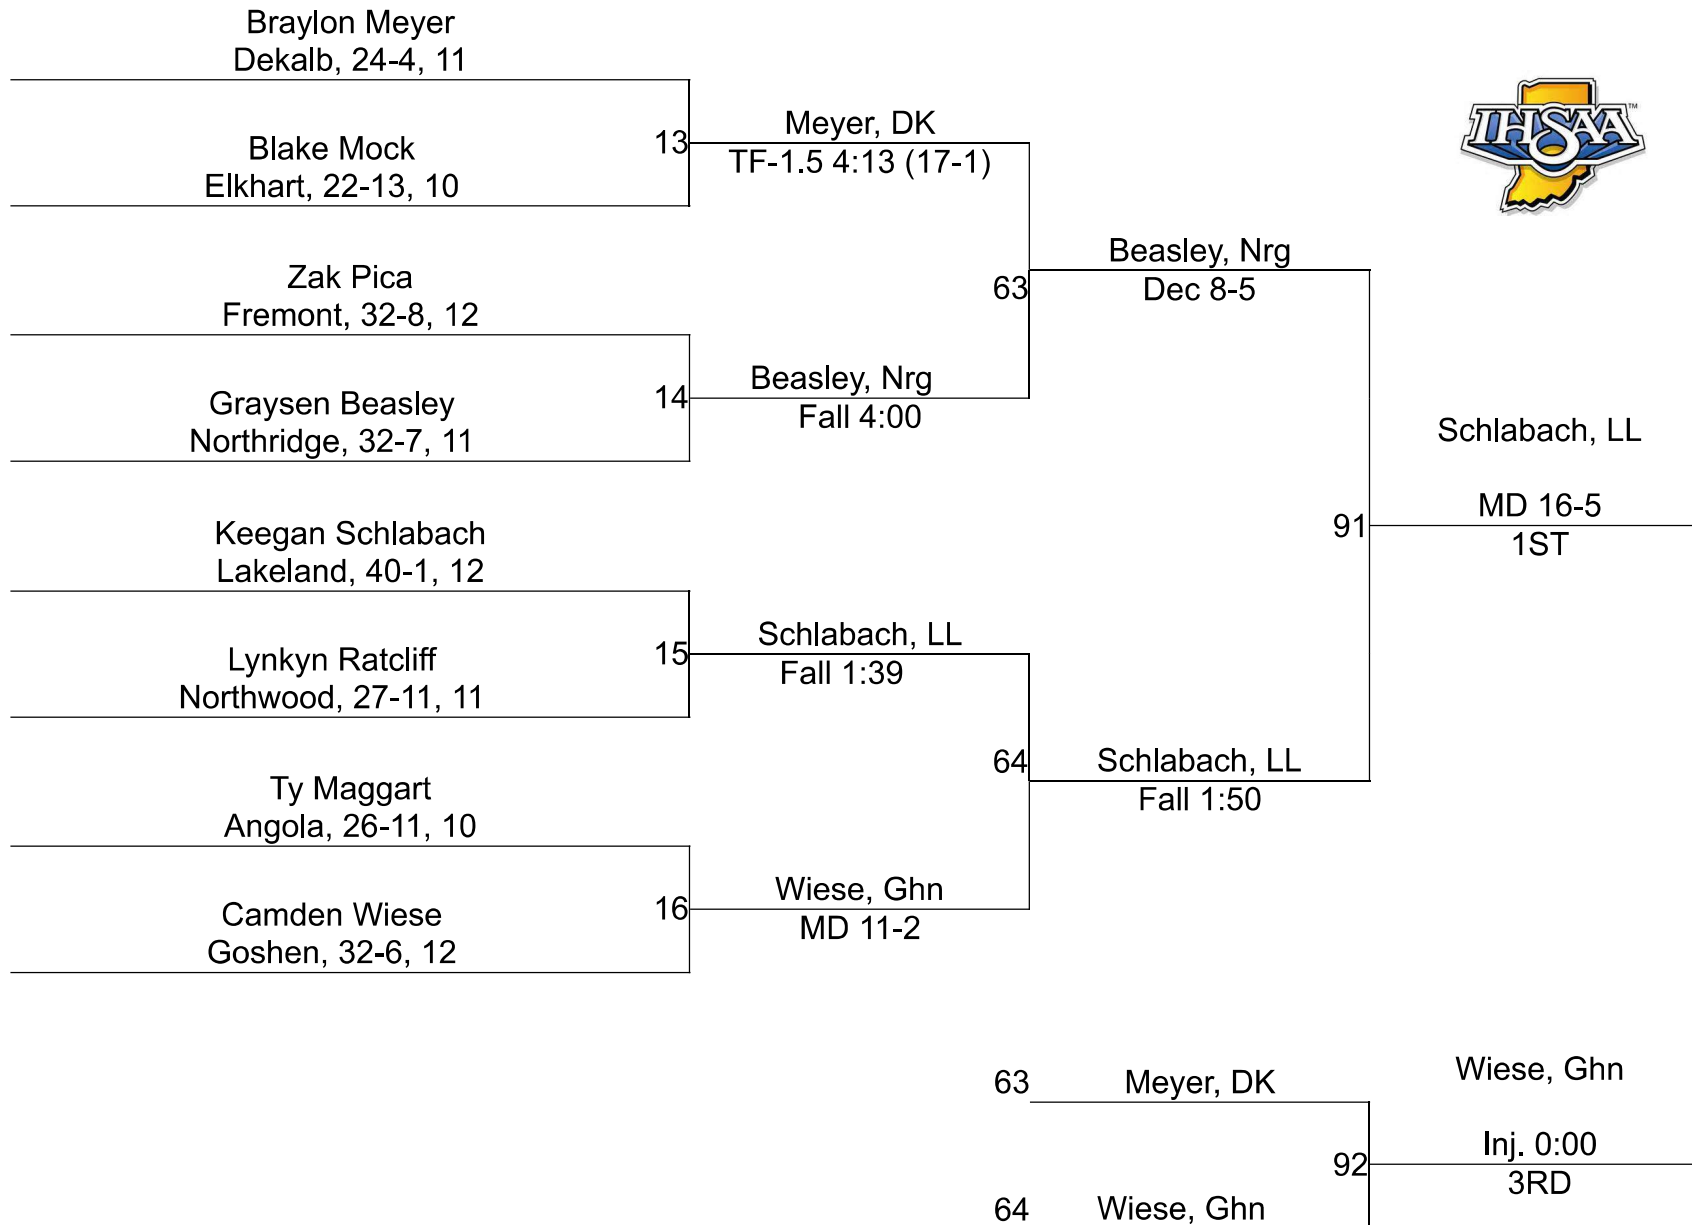 Braylon Meyer
Dekalb, 24-4, 11
13
Meyer, DK
TF-1.5 4:13 (17-1)
Blake Mock
Elkhart, 22-13, 10
IHSAA™
63
Beasley, Nrg
Dec 8-5
Zak Pica
Fremont, 32-8, 12
14
Beasley, Nrg
Fall 4:00
Graysen Beasley
Northridge, 32-7, 11
91
Schlabach, LL
MD 16-5
1ST
Keegan Schlabach
Lakeland, 40-1, 12
15
Schlabach, LL
Fall 1:39
Lynkyn Ratcliff
Northwood, 27-11, 11
64
Schlabach, LL
Fall 1:50
Ty Maggart
Angola, 26-11, 10
16
Wiese, Ghn
MD 11-2
Camden Wiese
Goshen, 32-6, 12
63
Meyer, DK
92
Wiese, Ghn
Inj. 0:00
3RD
64
Wiese, Ghn